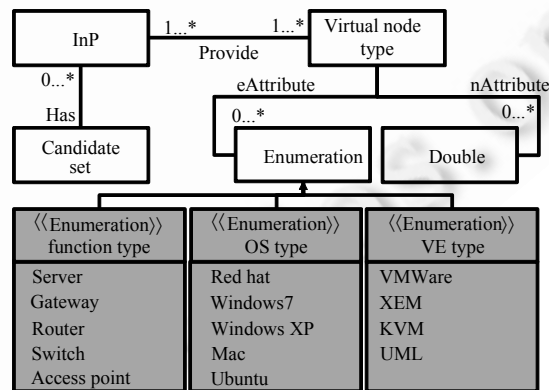 InP
1...*
1...*
Provide
Virtual node
type
0...*
Has
eAttribute
nAttribute
0...*
0...*
Candidate
set
Enumeration
Double
⟨⟨Enumeration⟩⟩
function type
Server
Gateway
Router
Switch
Access point
⟨⟨Enumeration⟩⟩
OS type
Red hat
Windows7
Windows XP
Mac
Ubuntu
⟨⟨Enumeration⟩⟩
VE type
VMWare
XEM
KVM
UML